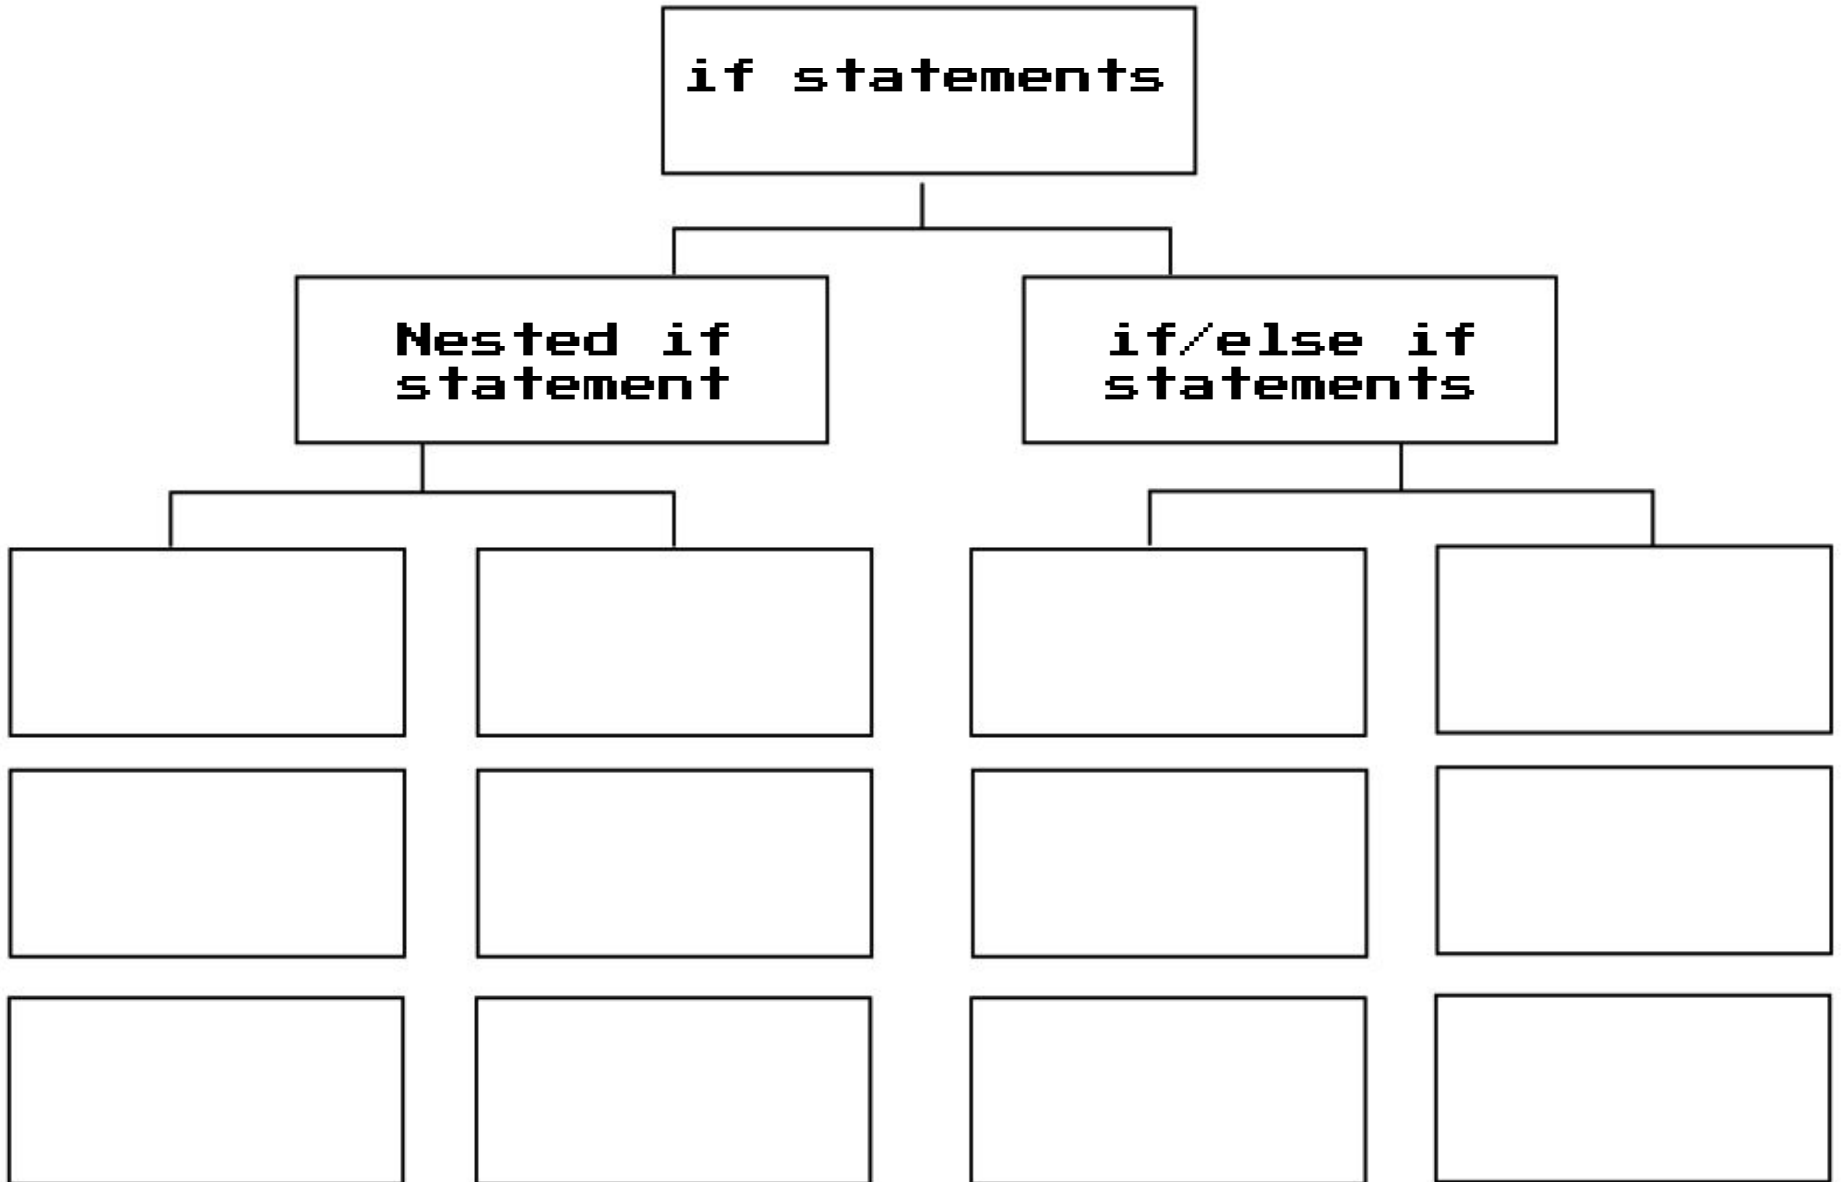 if statements
Nested if
statement
if/else if
statements